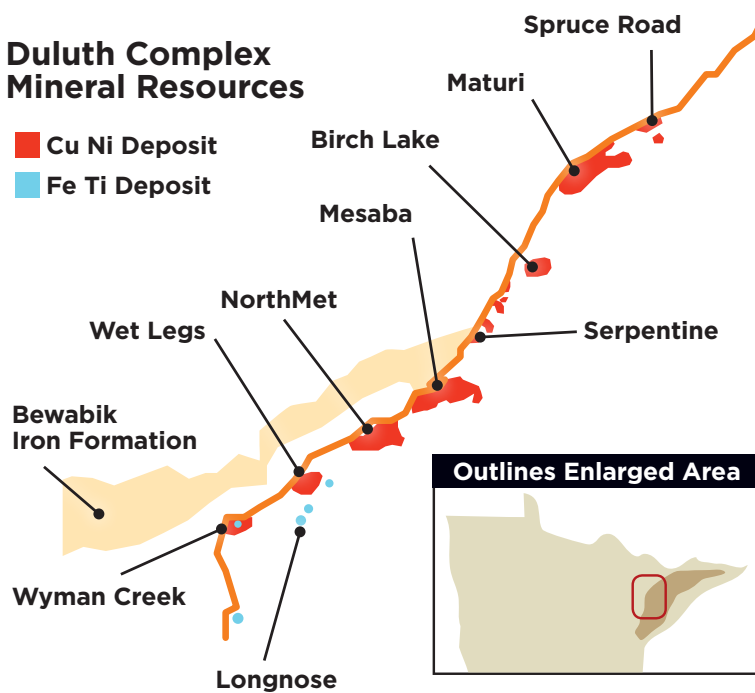 Duluth Complex
Mineral Resources
Cu Ni Deposit
Fe Ti Deposit
Spruce Road
Maturi
Birch Lake
Mesaba
NorthMet
Wet Legs
Serpentine
Bewabik
Iron Formation
Wyman Creek
Longnose
Outlines Enlarged Area